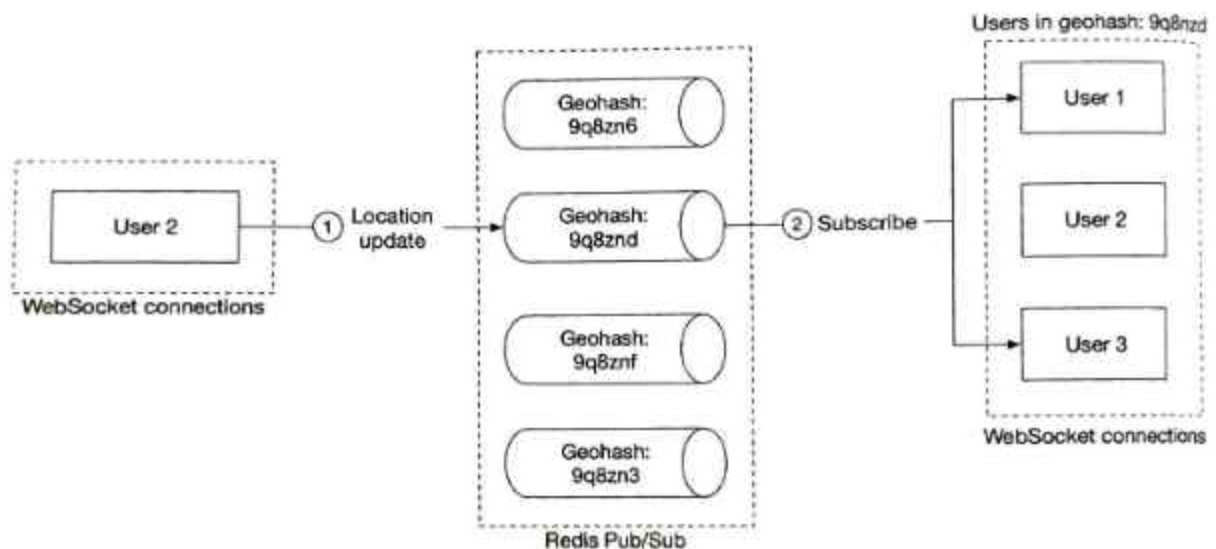 Users in geohash: 9q8nzd
Geohash:
9q8zn6
User 1
User 2
1
Location
update
Geohash:
9q8znd
2
Subscribe
User 2
WebSocket connections
Geohash:
9q8znf
User 3
Geohash:
9q8zn3
WebSocket connections
Redis Pub/Sub